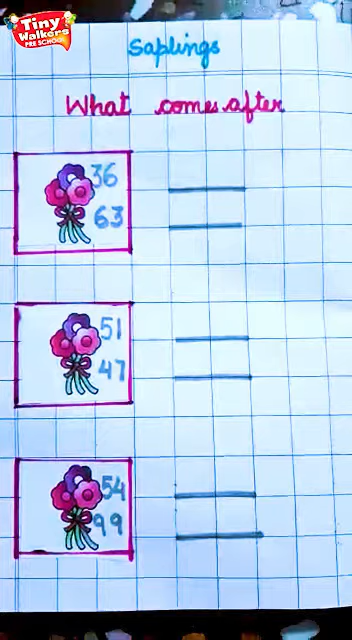 Tiny
Walkers
PRE SCHOOL
Saplings
What comes after
36
63
51
47
54
99